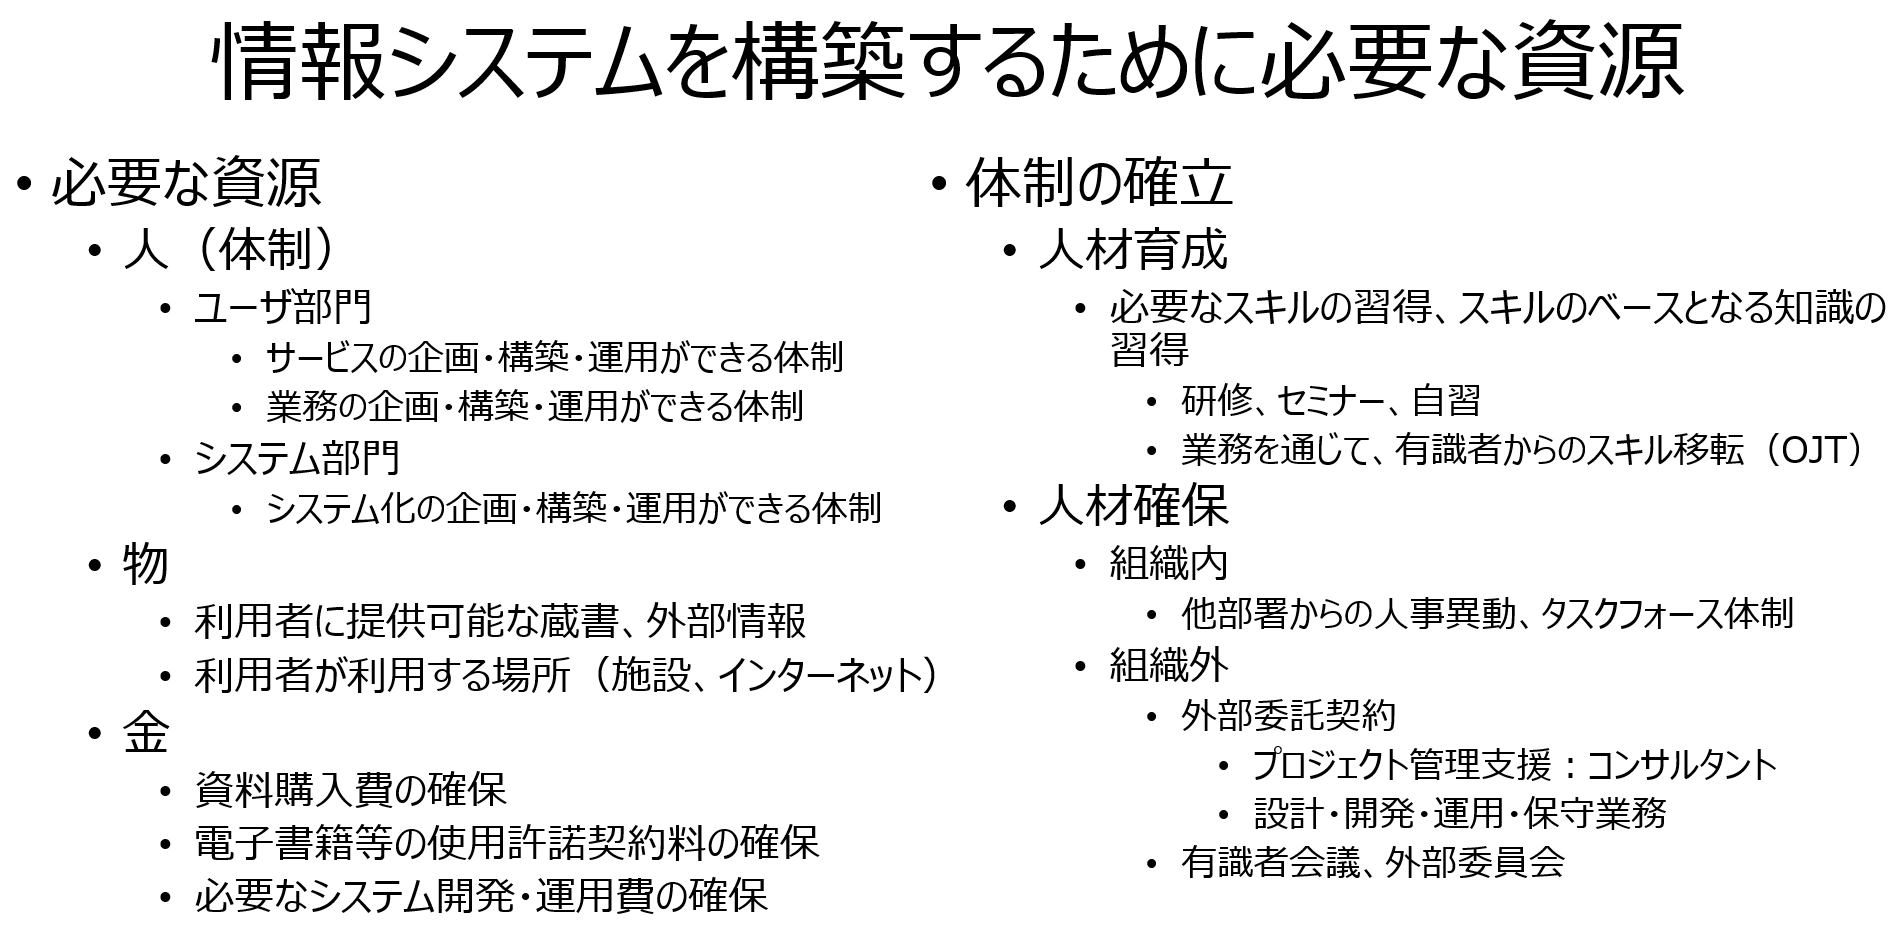 情報システムを構築するために必要な資源
• 必要な資源
• 人（体制）
• ユーザ部門
• サービスの企画・構築・運用ができる体制
• 業務の企画・構築・運用ができる体制
• システム部門
• システム化の企画・構築・運用ができる体制
• 物
• 利用者に提供可能な蔵書、外部情報
• 利用者が利用する場所（施設、インターネット）
• 金
• 資料購入費の確保
• 電子書籍等の使用許諾契約料の確保
• 必要なシステム開発・運用費の確保
• 体制の確立
• 人材育成
• 必要なスキルの習得、スキルのベースとなる知識の
習得
• 研修、セミナー、自習
• 業務を通じて、有識者からのスキル移転（OJT）
• 人材確保
• 組織内
• 他部署からの人事異動、タスクフォース体制
• 組織外
• 外部委託契約
• プロジェクト管理支援：コンサルタント
• 設計・開発・運用・保守業務
• 有識者会議、外部委員会